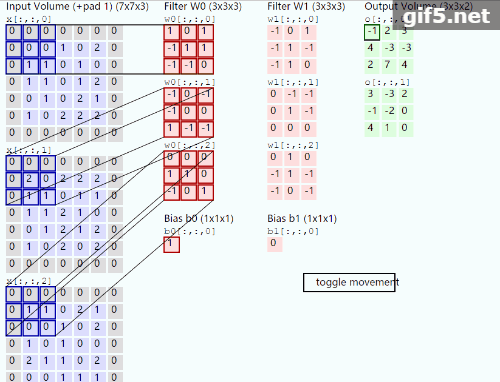 Input Volume (+pad 1) (7x7x3)  Filter W0 (3x3x3)  Filter W1 (3x3x3)  Output Volume (3x3x2)
gif5.net
x[:,:,0]
0 0 0 0 0 0 0
0 0 0 1 0 2 0
0 1 1
0 1 1 0 1 2 0
0 1 0 2 1 0
0 1 0 2 2 2 0
0 0 0 0 0 0 0
x[:,:,1]
0 0 0 0 0 0 0
0 2 0 2 2 2 0
0 1 1 0 1 0 0
0 1 1 2 1 2 0
0 1 2 0 2 1 0
0 2 1 1 0 0 0
0 0 0 0 0 0 0
x[:,:,2]
0 0 0 0 0 0 0
0 1 1 0 2 1 0
0 0 0 1 0 2 0
0 1 0 2 1 0 0
0 2 1 1 0 2 0
0 0 0 1 1 1 0
w0[:,:,0]
1 0 1
-1 1 1
1 1 0
w0[:,:,1]
-1 -1 -1
-1 0 0
1 -1 -1
w0[:,:,2]
0 0 0
-1 1 0
-1 0 1
Bias b0 (1x1x1)
b0[:,:,0]
1
w1[:,:,0]
-1 0 1
0 1 0
0 -1 -1
w1[:,:,1]
-1 -1 -1
1 0 -1
0 0 0
w1[:,:,2]
0 1 0
1 1 -1
-1 0 -1
Bias b1 (1x1x1)
b1[:,:,0]
0
o[:,:,0]
-1 2 3
4 -3 -3
2 7 4
o[:,:,1]
3 -3 2
-1 -2 0
4 1 0
toggle movement